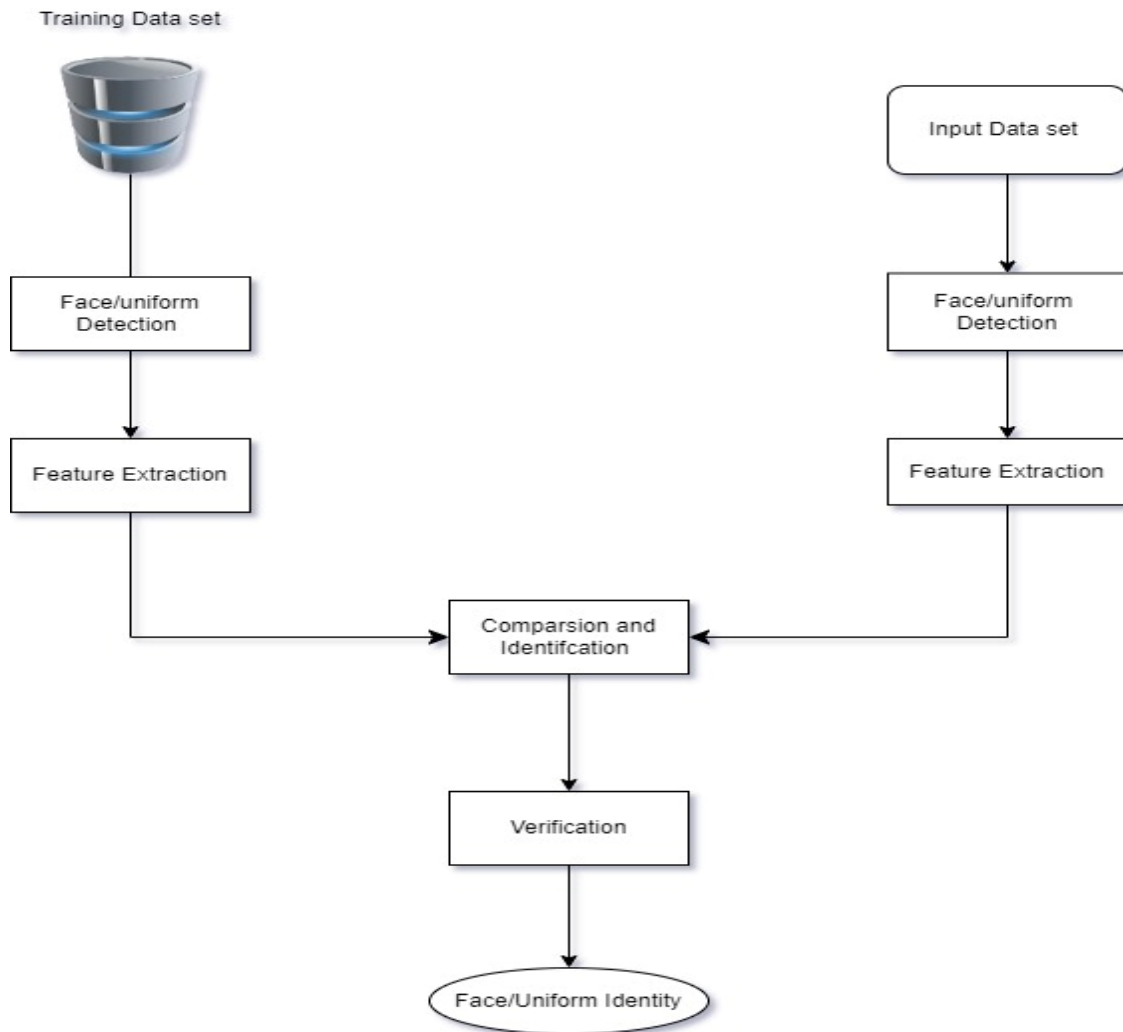 Training Data set
Input Data set
Face/uniform
Detection
Face/uniform
Detection
Feature Extraction
Feature Extraction
Comparsion and
Identifcation
Verification
Face/Uniform Identity